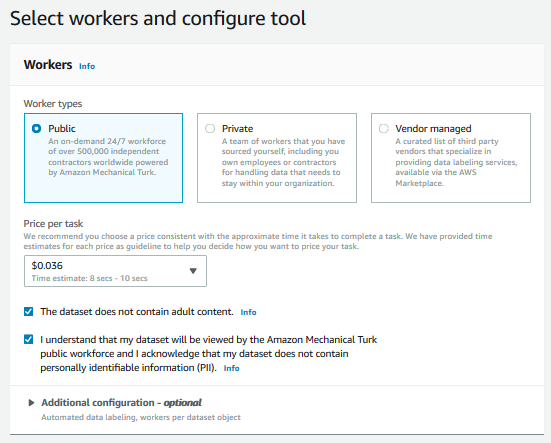 Select workers and configure tool
Workers Info
Worker types
Public
An on-demand 24/7 workforce
of over 500,000 independent
contractors worldwide powered
by Amazon Mechanical Turk.
Private
A team of workers that you have
sourced yourself, including you
own employees or contractors
for handling data that needs to
stay within your organization.
Vendor managed
A curated list of third party
vendors that specialize in
providing data labeling services,
available via the AWS
Marketplace.
Price per task
We recommend you choose a price consistent with the approximate time it takes to complete a task. We have provided time
estimates for each price as guideline to help you decide how you want to price your task.
$0.036
Time estimate: 8 secs - 10 secs
The dataset does not contain adult content. Info
I understand that my dataset will be viewed by the Amazon Mechanical Turk
public workforce and I acknowledge that my dataset does not contain
personally identifiable information (PII). Info
Additional configuration - optional
Automated data labeling, workers per dataset object